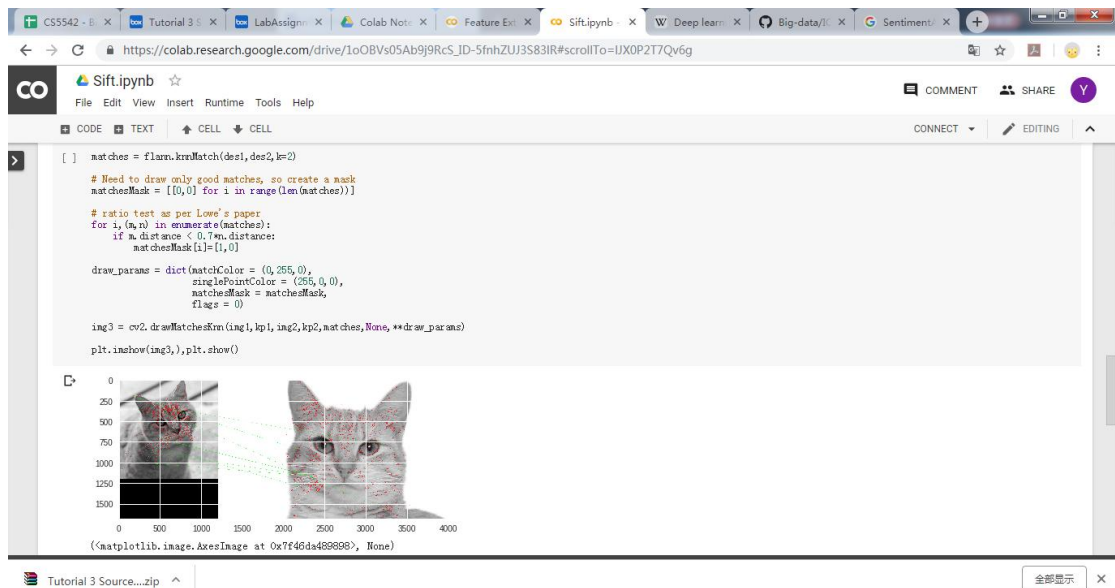 CS5542 - B
Tutorial 3 S
LabAssignm
Colab Note
Feature Ext
Sift.ipynb -
Deep learn
Big-data/IC
Sentiment
https://colab.research.google.com/drive/1oOBVs05Ab9j9RcS_ID-5fnhZUJ3S83IR#scrollTo=IJX0P2T7Qv6g
CO
Sift.ipynb
COMMENT
SHARE
Y
File Edit View Insert Runtime Tools Help
CODE TEXT CELL CELL
CONNECT
EDITING
[ ] matches = flann.knnMatch(des1,des2,k=2)
# Need to draw only good matches, so create a mask
matchesMask = [[0,0] for i in range(len(matches))]
# ratio test as per Lowe's paper
for i,(m,n) in enumerate(matches):
    if m.distance < 0.7*n.distance:
        matchesMask[i]=[1,0]
draw_params = dict(matchColor = (0,255,0),
                   singlePointColor = (255,0,0),
                   matchesMask = matchesMask,
                   flags = 0)
img3 = cv2.drawMatchesKnn(img1,kp1,img2,kp2,matches,None,**draw_params)
plt.imshow(img3,),plt.show()
0
250
500
750
1000
1250
1500
0 500 1000 1500 2000 2500 3000 3500 4000
(<matplotlib.image.AxesImage at 0x7f46da489898>, None)
Tutorial 3 Source....zip
全部显示